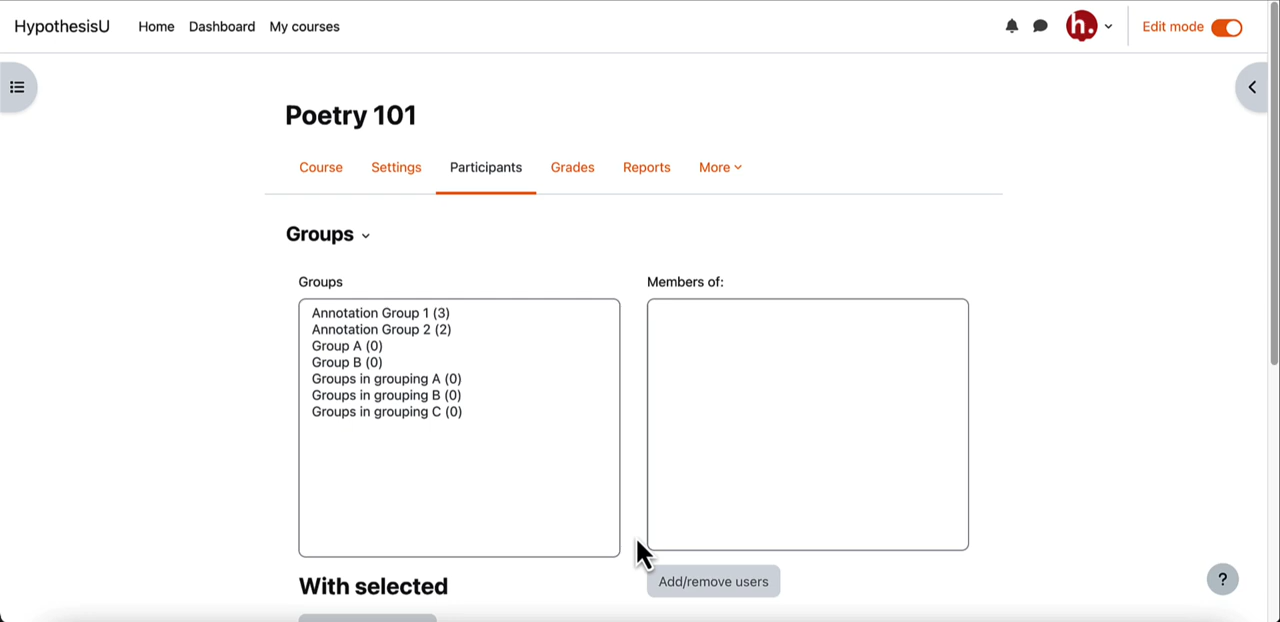 HypothesisU Home Dashboard My courses h. Edit mode
Poetry 101
Course Settings Participants Grades Reports More
Groups
Groups Members of:
Annotation Group 1 (3)
Annotation Group 2 (2)
Group A (0)
Group B (0)
Groups in grouping A (0)
Groups in grouping B (0)
Groups in grouping C (0)
Add/remove users
With selected
?